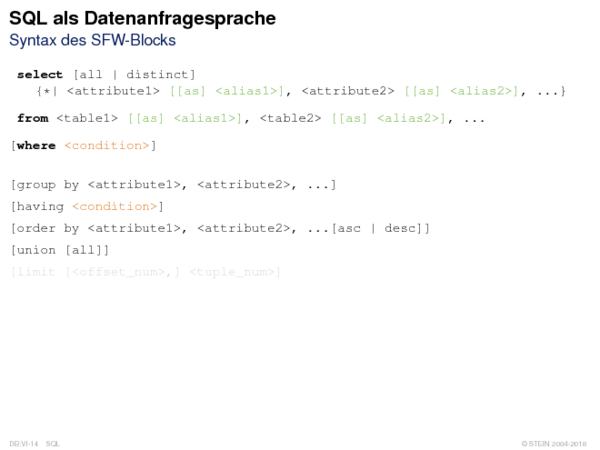 SQL als Datenanfragesprache
Syntax des SFW-Blocks
select [all | distinct]
{*| <attribute1> [[as] <alias1>], <attribute2> [[as] <alias2>], ...}
from <table1> [[as] <alias1>], <table2> [[as] <alias2>], ...
[where <condition>]
[group by <attribute1>, <attribute2>, ...]
[having <condition>]
[order by <attribute1>, <attribute2>, ...[asc | desc]]
[union [all]]
[limit [<offset_num>,] <tuple_num>]
DB:VI-14 SQL
© STEIN 2004-2018